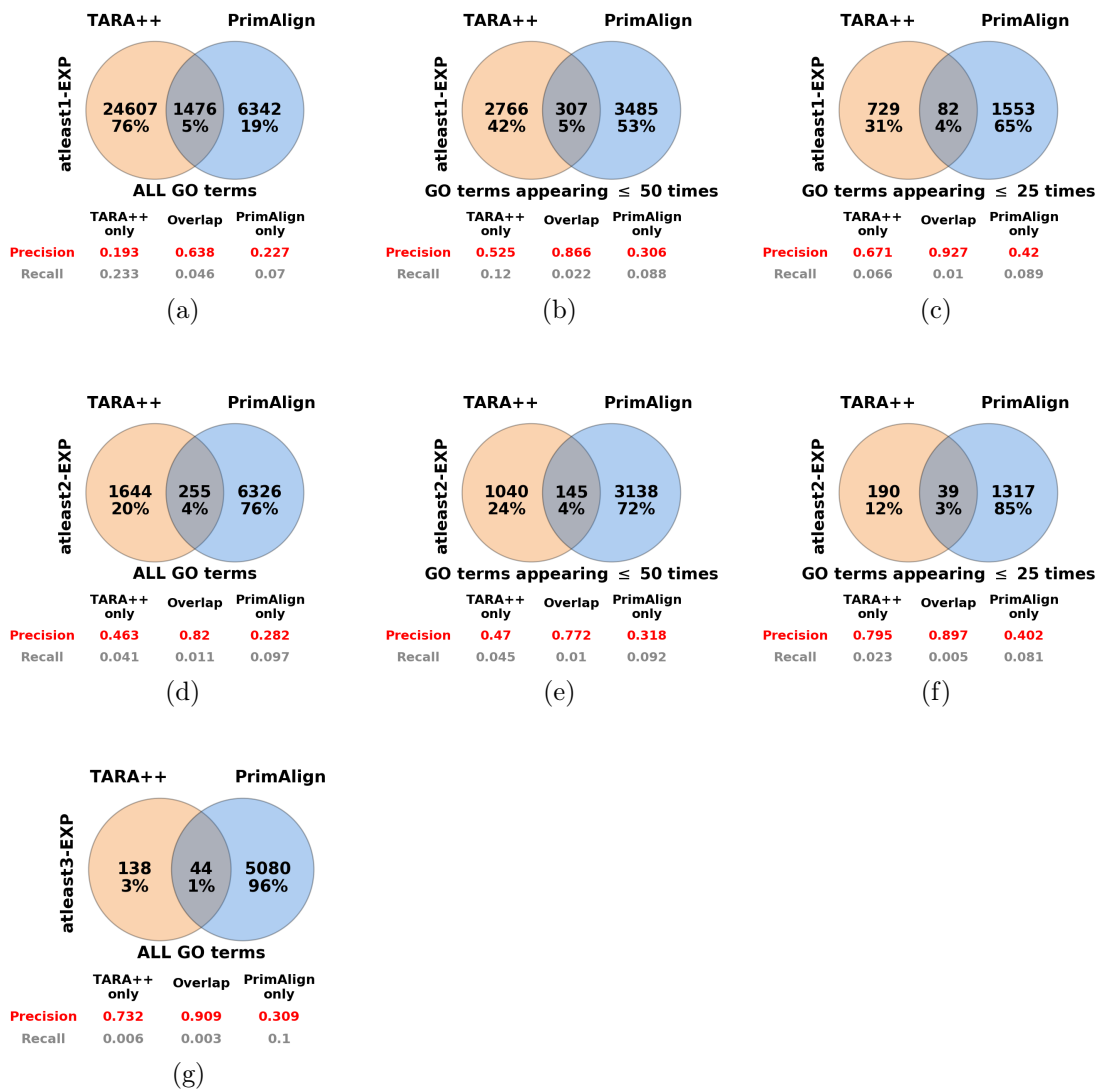 TARA++ PrimAlign
atleast1-EXP
24607 1476 6342
76% 5% 19%
ALL GO terms
TARA++ only Overlap PrimAlign only
Precision 0.193 0.638 0.227
Recall 0.233 0.046 0.07
(a)
TARA++ PrimAlign
atleast1-EXP
2766 307 3485
42% 5% 53%
GO terms appearing ≤ 50 times
TARA++ only Overlap PrimAlign only
Precision 0.525 0.866 0.306
Recall 0.12 0.022 0.088
(b)
TARA++ PrimAlign
atleast1-EXP
729 82 1553
31% 4% 65%
GO terms appearing ≤ 25 times
TARA++ only Overlap PrimAlign only
Precision 0.671 0.927 0.42
Recall 0.066 0.01 0.089
(c)
TARA++ PrimAlign
atleast2-EXP
1644 255 6326
20% 4% 76%
ALL GO terms
TARA++ only Overlap PrimAlign only
Precision 0.463 0.82 0.282
Recall 0.041 0.011 0.097
(d)
TARA++ PrimAlign
atleast2-EXP
1040 145 3138
24% 4% 72%
GO terms appearing ≤ 50 times
TARA++ only Overlap PrimAlign only
Precision 0.47 0.772 0.318
Recall 0.045 0.01 0.092
(e)
TARA++ PrimAlign
atleast2-EXP
190 39 1317
12% 3% 85%
GO terms appearing ≤ 25 times
TARA++ only Overlap PrimAlign only
Precision 0.795 0.897 0.402
Recall 0.023 0.005 0.081
(f)
TARA++ PrimAlign
atleast3-EXP
138 44 5080
3% 1% 96%
ALL GO terms
TARA++ only Overlap PrimAlign only
Precision 0.732 0.909 0.309
Recall 0.006 0.003 0.1
(g)